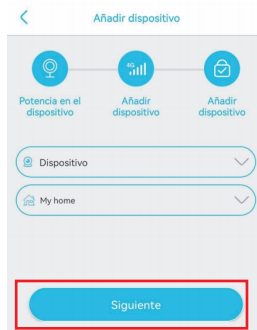 Añadir dispositivo
4G
Potencia en el
dispositivo
Añadir
dispositivo
Añadir
dispositivo
Dispositivo
My home
Siguiente